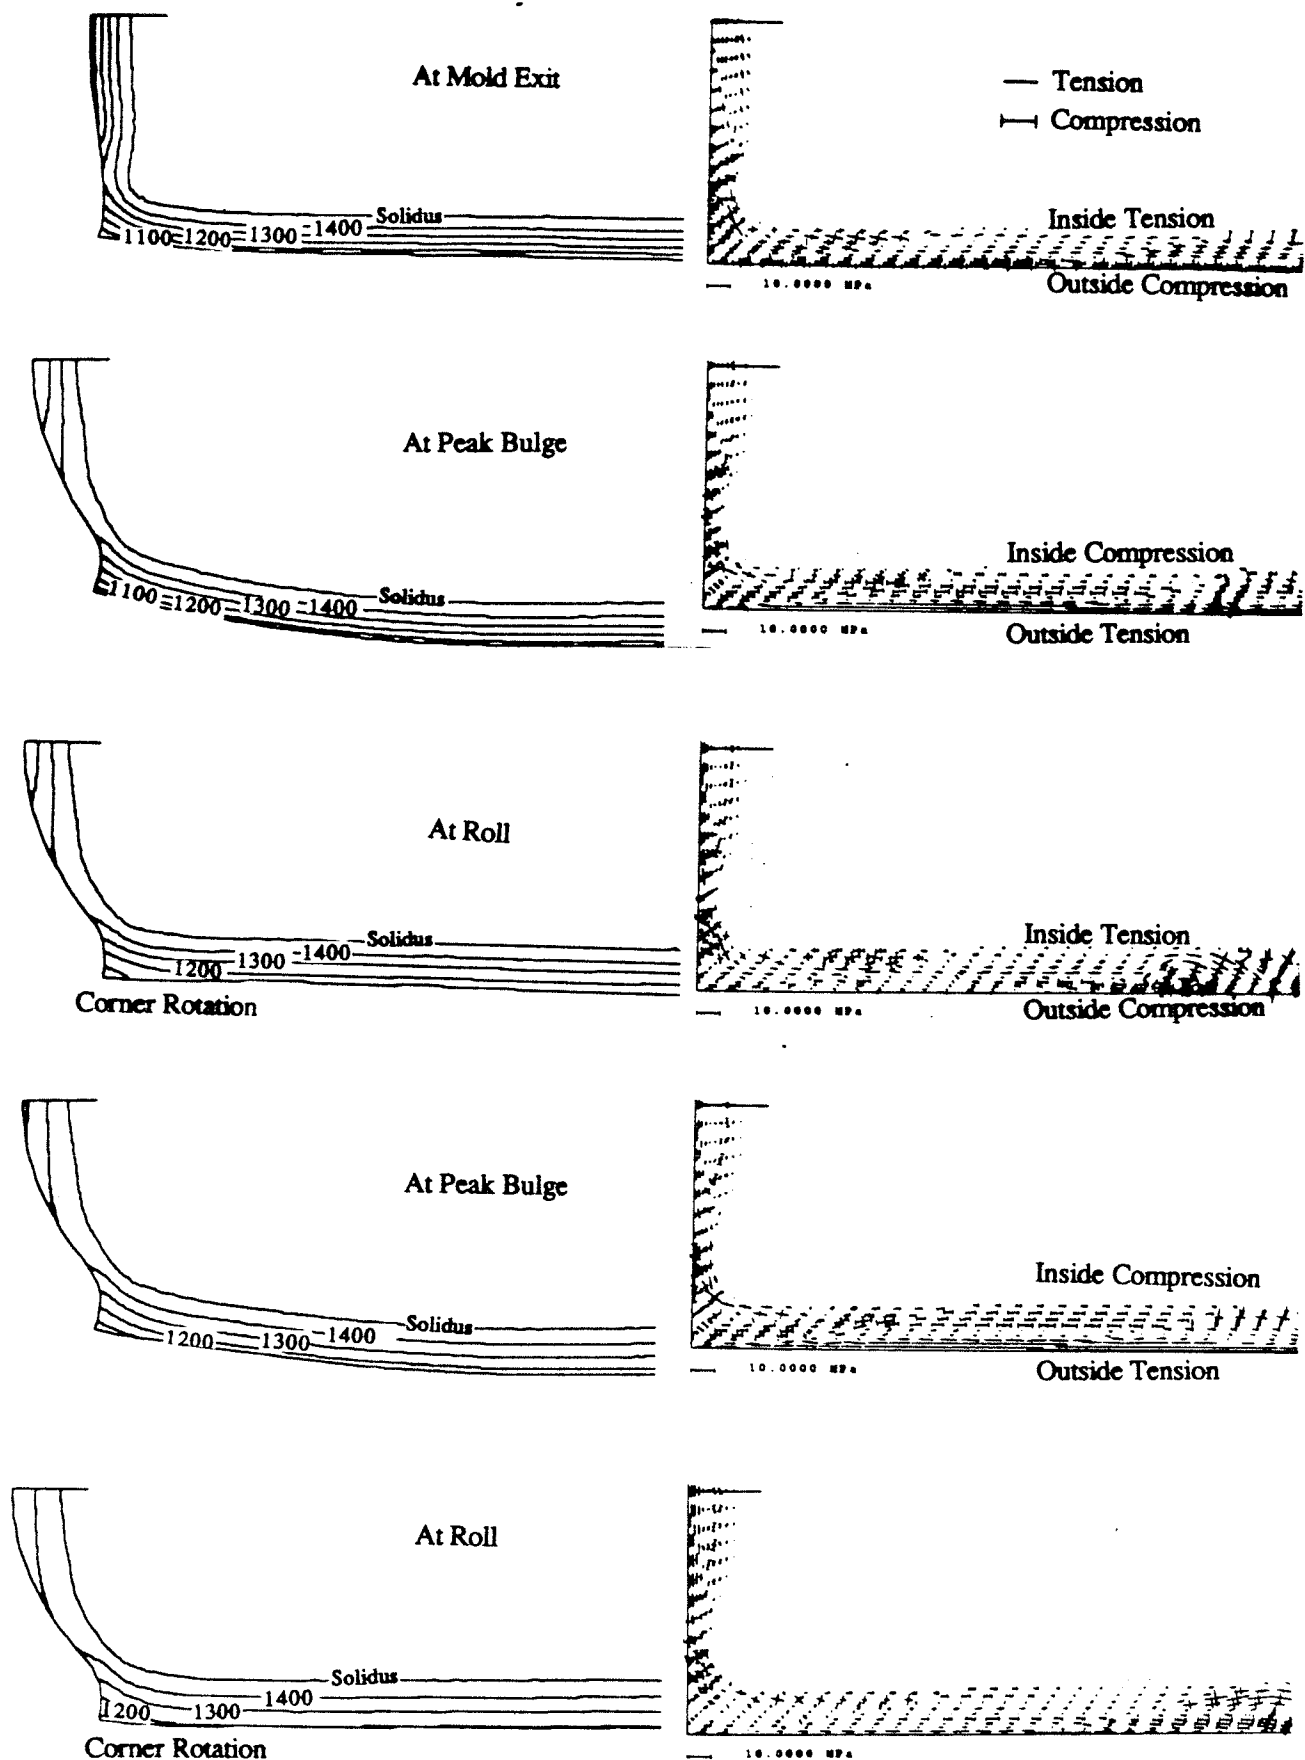 At Mold Exit
Solidus
1100 1200 1300 1400
Tension
Compression
Inside Tension
Outside Compression
10.0000 MPa
At Peak Bulge
Solidus
1100 1200 1300 1400
Inside Compression
Outside Tension
10.0000 MPa
At Roll
Solidus
1200 1300 1400
Corner Rotation
Inside Tension
Outside Compression
10.0000 MPa
At Peak Bulge
Solidus
1200 1300 1400
Inside Compression
Outside Tension
10.0000 MPa
At Roll
Solidus
1200 1300 1400
Corner Rotation
10.0000 MPa